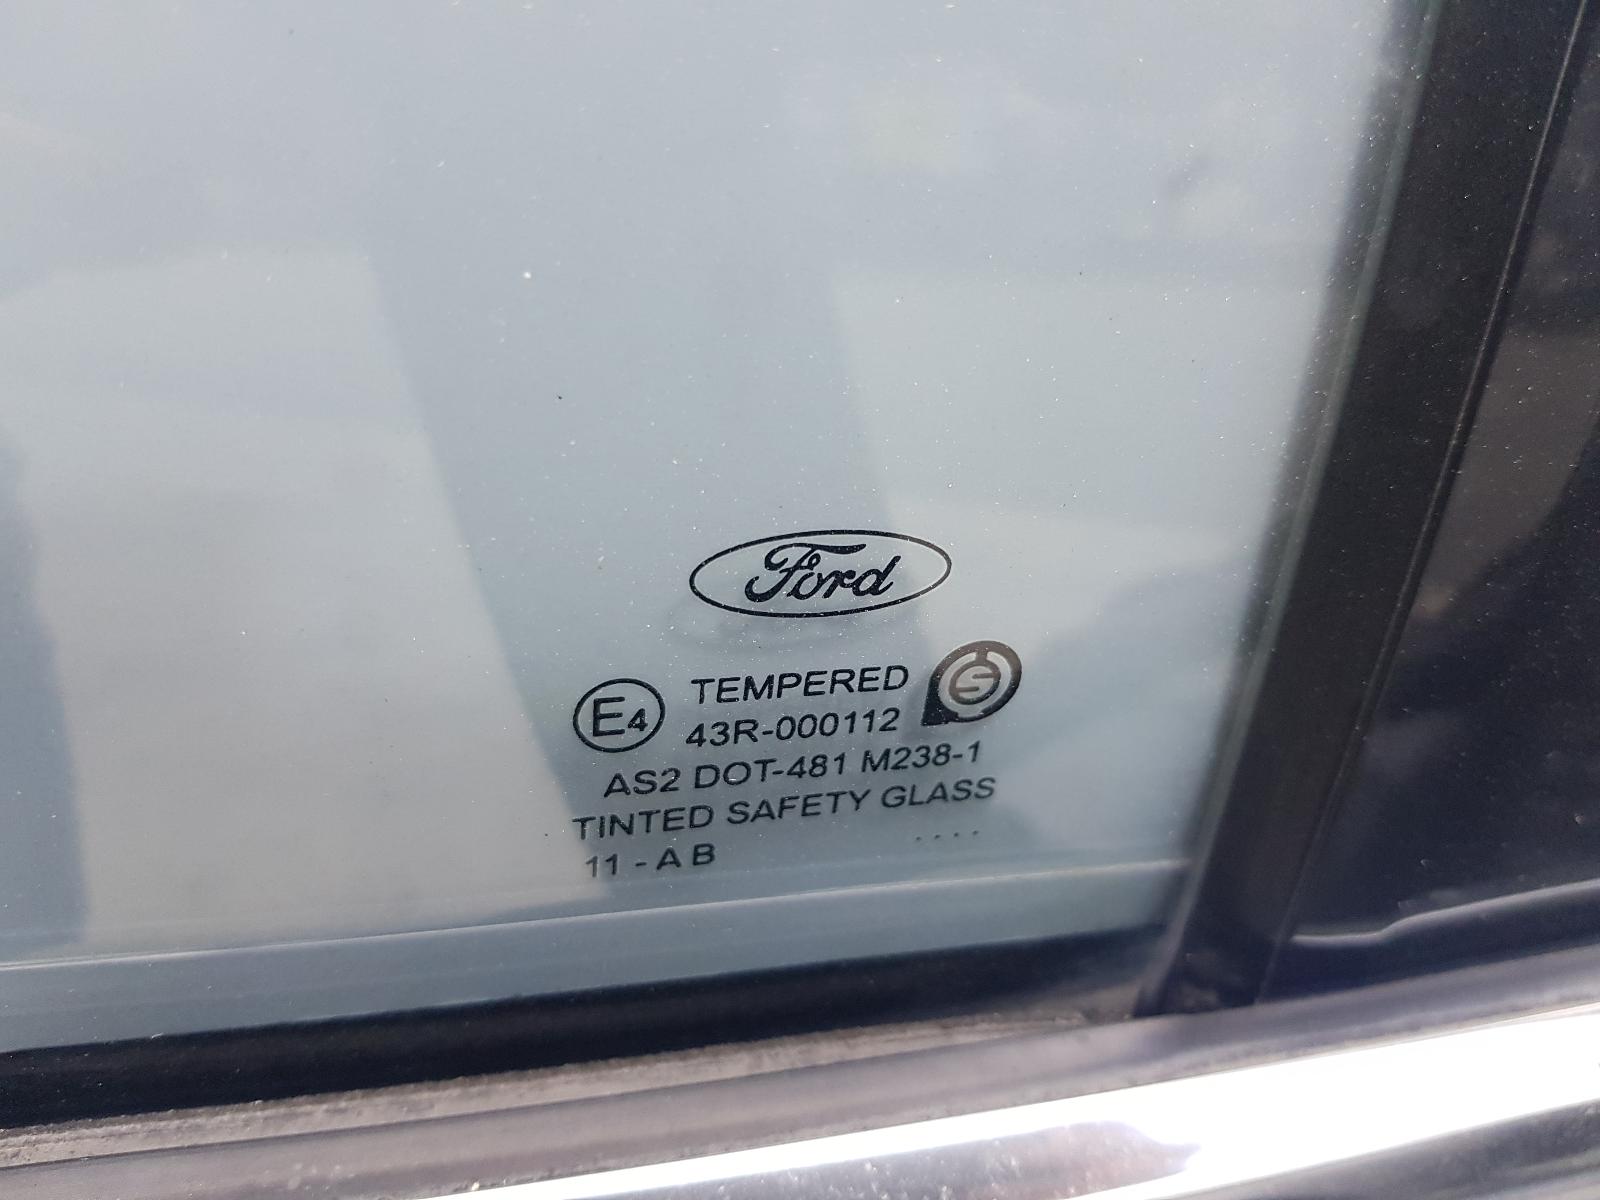 Ford
E4 TEMPERED
43R-000112
AS2 DOT-481 M238-1
TINTED SAFETY GLASS
. . . .
11 - A B